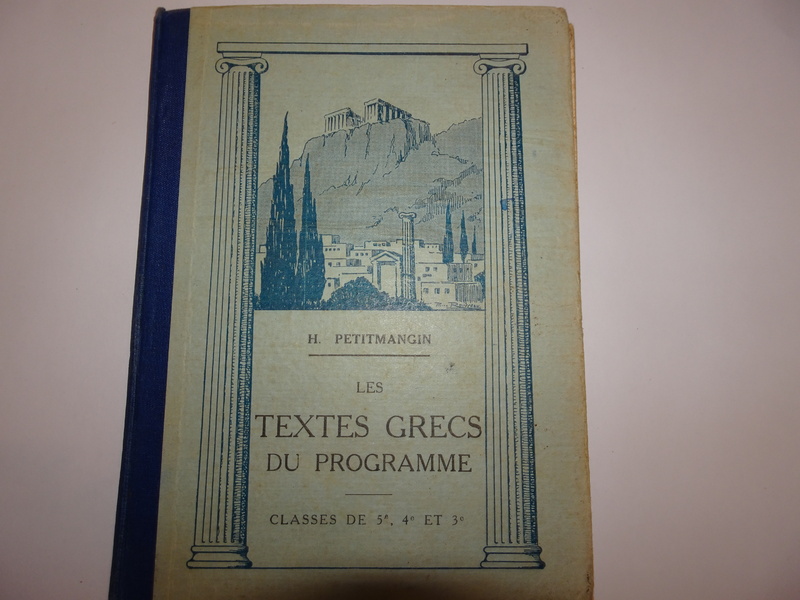 H. PETITMANGIN
LES
TEXTES GRECS
DU PROGRAMME
CLASSES DE 5e, 4e ET 3e